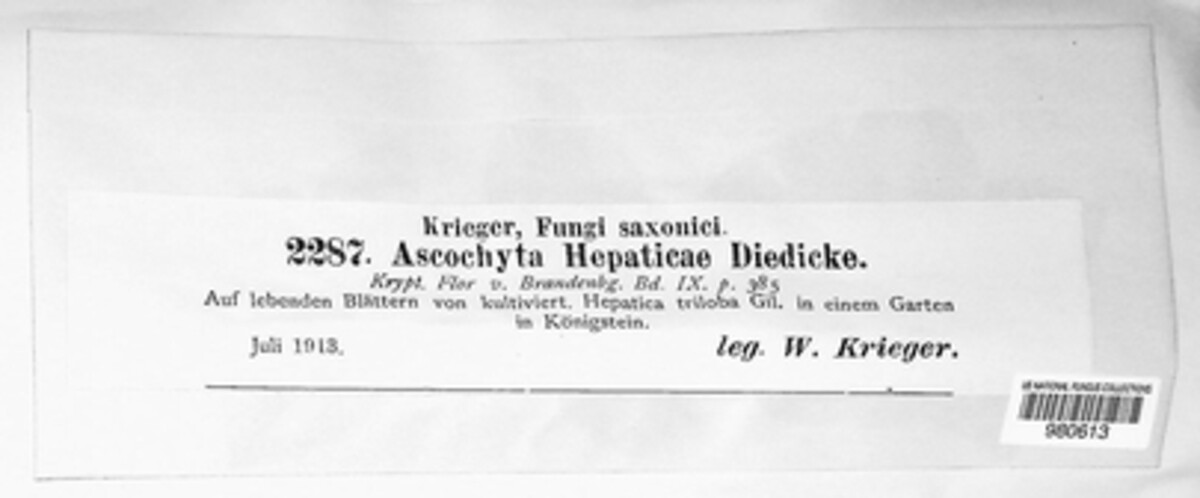 Krieger, Fungi saxonici.
2287. Ascochyta Hepaticae Diedicke.
Krypt. Flor v. Brandenbg. Bd. IX. p. 385
Auf lebenden Blättern von kultiviert. Hepatica triloba Gil. in einem Garten
in Königstein.
Juli 1913.
leg. W. Krieger.
US NATIONAL FUNGUS COLLECTIONS
980613